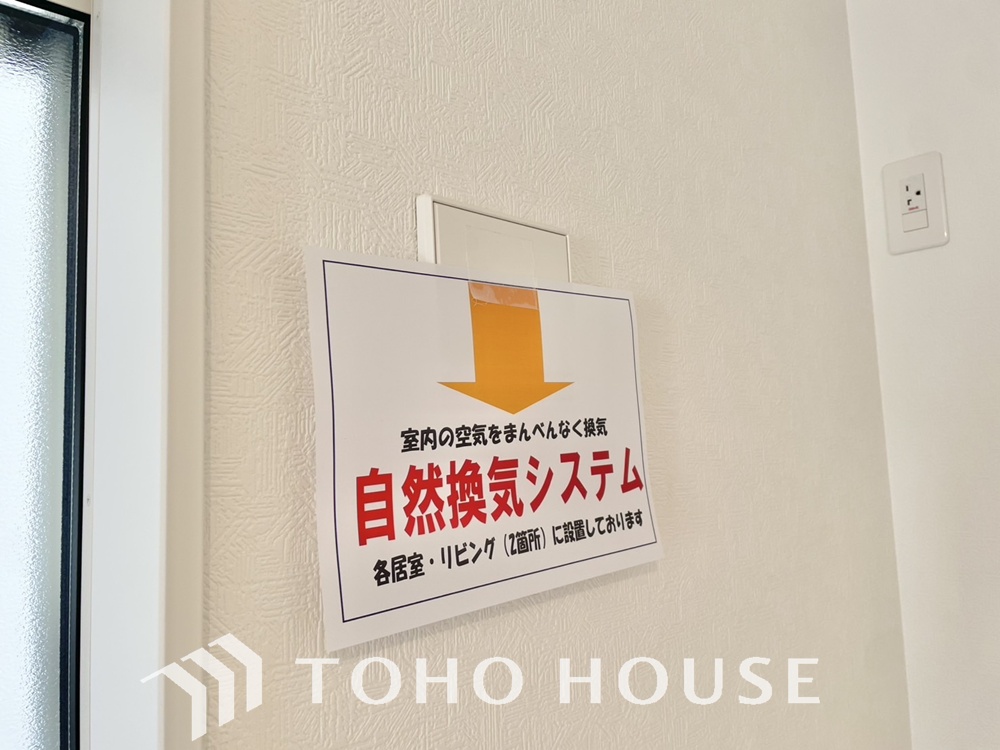 室内の空気をまんべんなく換気
自然換気システム
各居室・リビング（2箇所）に設置しております
TOHO HOUSE